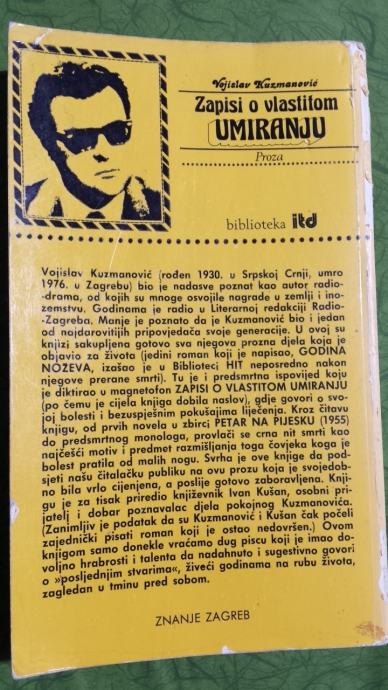 Vojislav Kuzmanović
Zapisi o vlastitom
UMIRANJU
Proza
biblioteka itd
Vojislav Kuzmanović (rođen 1930. u Srpskoj Crnji, umro
1976. u Zagrebu) bio je nadasve poznat kao autor radio-
-drama, od kojih su mnoge osvojile nagrade u zemlji i ino-
zemstvu. Godinama je radio u Literarnoj redakciji Radio-
-Zagreba. Manje je poznato da je Kuzmanović bio i jedan
od najdarovitijih pripovjedača svoje generacije. U ovoj su
knjizi sakupljena gotovo sva njegova prozna djela koja je
objavio za života (jedini roman koji je napisao, GODINA
NOŽEVA, izašao je u Biblioteci HIT neposredno nakon
njegove prerane smrti). Tu je i predsmrtna ispovijed koju
je diktirao u magnetofon ZAPISI O VLASTITOM UMIRANJU
(po čemu je cijela knjiga dobila naslov), gdje govori o svo-
joj bolesti i bezuspješnim pokušajima liječenja. Kroz čitavu
knjigu, od prvih novela u zbirci PETAR NA PIJESKU (1955)
do predsmrtnog monologa, provlači se crna nit smrti kao
najčešći motiv i predmet razmišljanja toga čovjeka koga je
bolest pratila od malih nogu. Svrha je ove knjige da pod-
sjeti našu čitalačku publiku na ovu prozu koja je svojedob-
no bila vrlo cijenjena, a poslije gotovo zaboravljena. Knji-
gu je za tisak priredio književnik Ivan Kušan, osobni pri-
jatelj i dobar poznavalac djela pokojnog Kuzmanovića.
(Zanimljiv je podatak da su Kuzmanović i Kušan čak počeli
zajednički pisati roman koji je ostao nedovršen.) Ovom
knjigom samo donekle vraćamo dug piscu koji je imao do-
voljno hrabrosti i talenta da nadahnuto i sugestivno govori
o »posljednjim stvarima«, živeći godinama na rubu života,
zagledan u tminu pred sobom.
ZNANJE ZAGREB